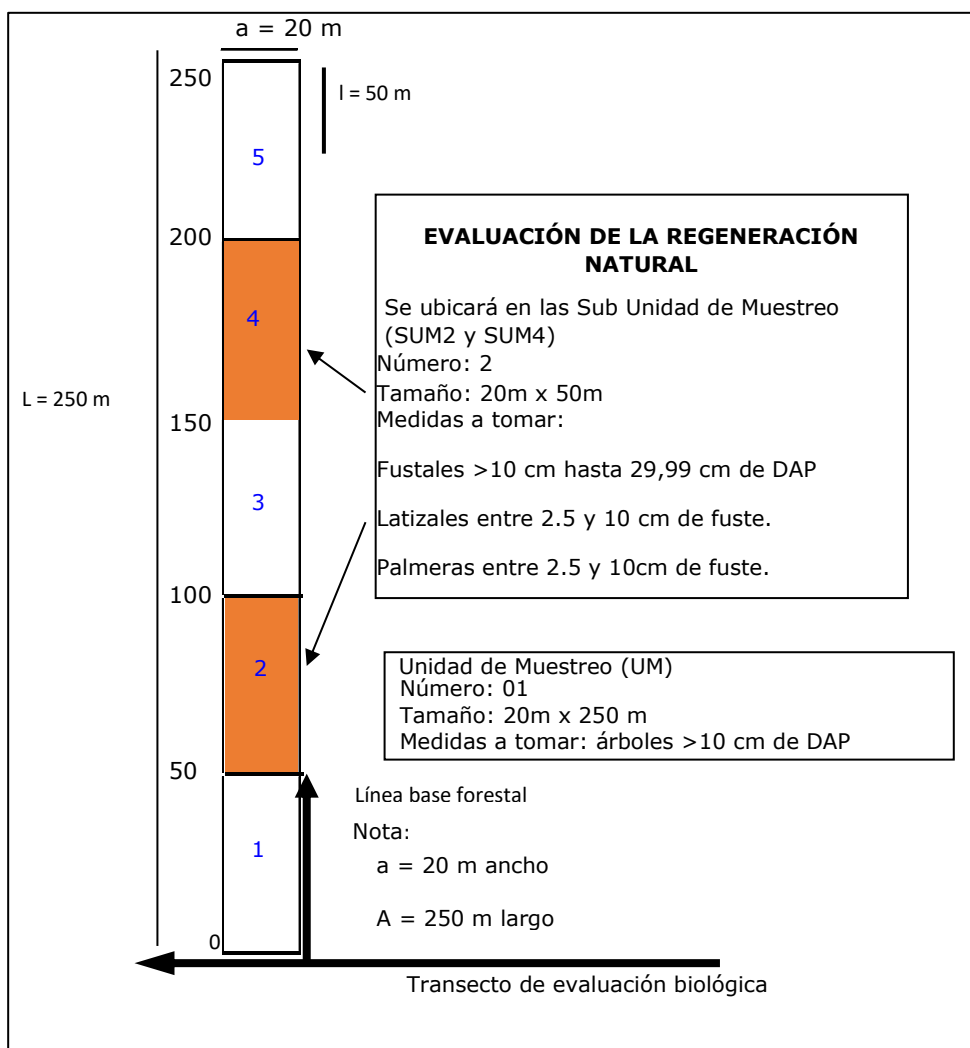 a = 20 m
250
l = 50 m
5
200
EVALUACIÓN DE LA REGENERACIÓN
NATURAL
Se ubicará en las Sub Unidad de Muestreo
(SUM2 y SUM4)
Número: 2
Tamaño: 20m x 50m
Medidas a tomar:
Fustales >10 cm hasta 29,99 cm de DAP
Latizales entre 2.5 y 10 cm de fuste.
Palmeras entre 2.5 y 10cm de fuste.
4
L = 250 m
150
3
100
2
Unidad de Muestreo (UM)
Número: 01
Tamaño: 20m x 250 m
Medidas a tomar: árboles >10 cm de DAP
50
Línea base forestal
Nota:
a = 20 m ancho
A = 250 m largo
1
0
Transecto de evaluación biológica